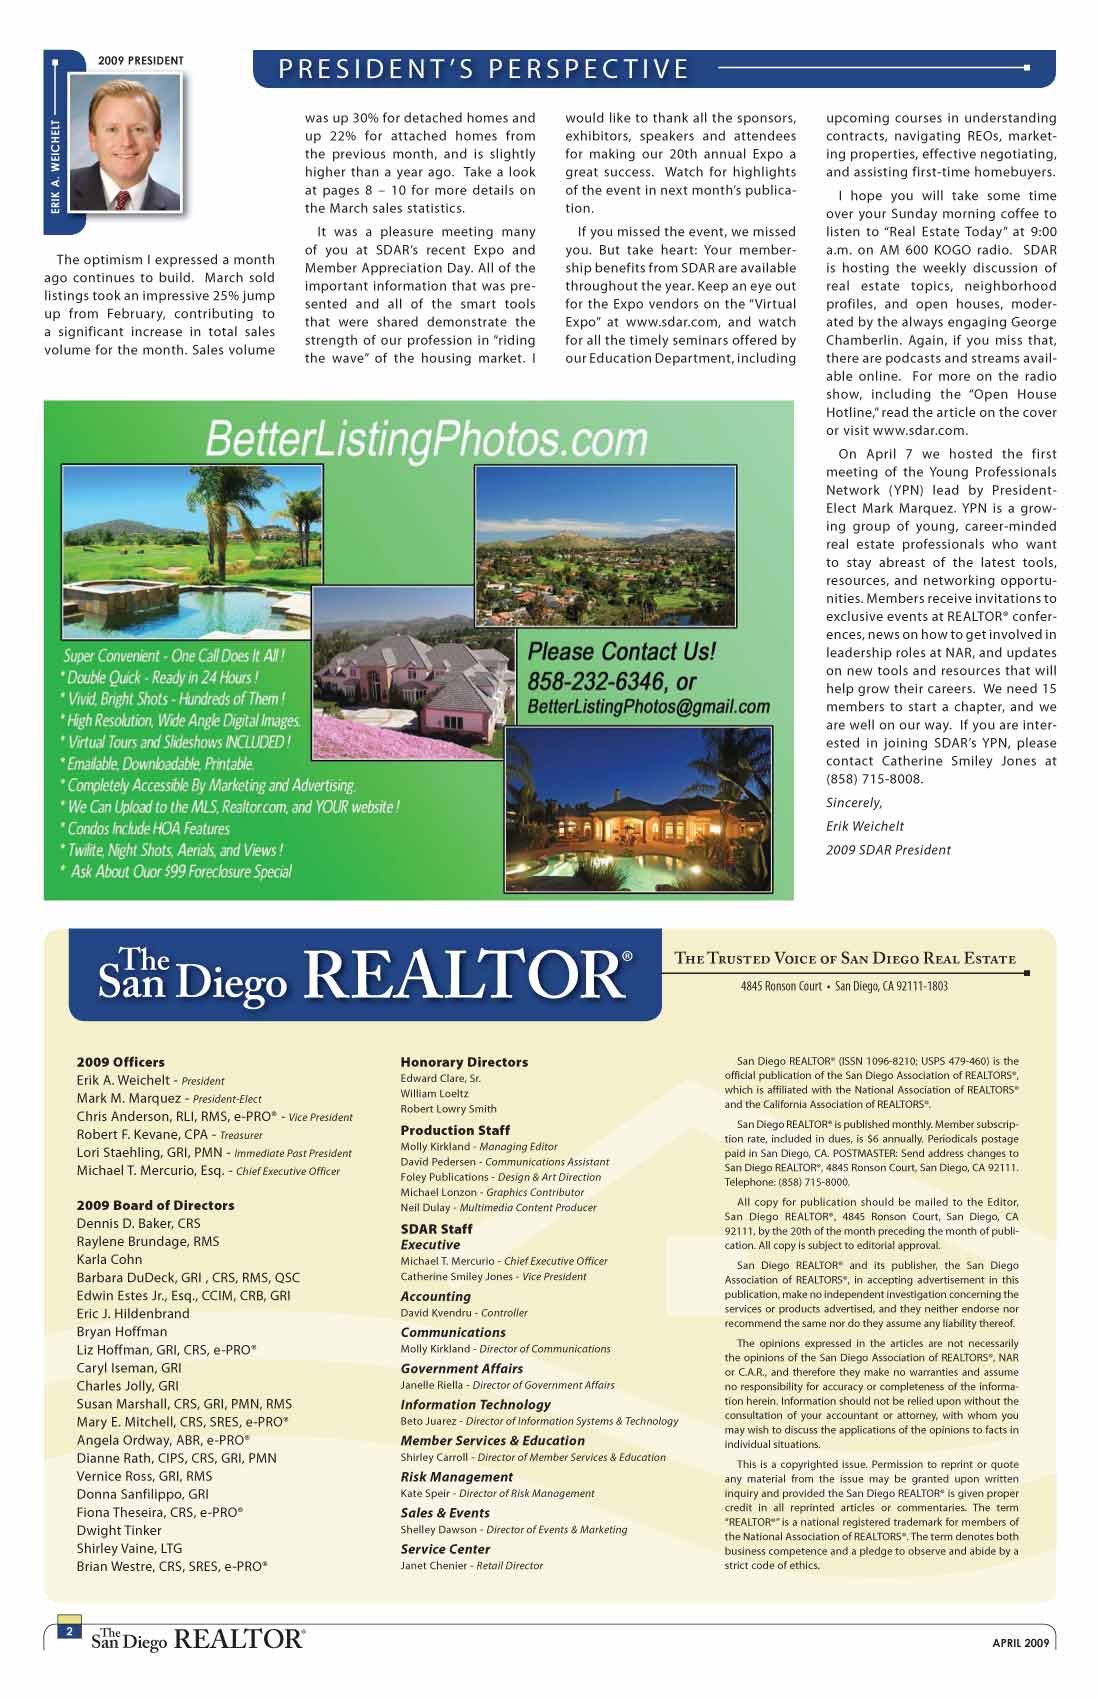 2009 PRESIDENT
ERIK A. WEICHELT
PRESIDENT'S PERSPECTIVE
The optimism I expressed a month
ago continues to build. March sold
listings took an impressive 25% jump
up from February, contributing to
a significant increase in total sales
volume for the month. Sales volume
was up 30% for detached homes and
up 22% for attached homes from
the previous month, and is slightly
higher than a year ago. Take a look
at pages 8 – 10 for more details on
the March sales statistics.
It was a pleasure meeting many
of you at SDAR's recent Expo and
Member Appreciation Day. All of the
important information that was pre-
sented and all of the smart tools
that were shared demonstrate the
strength of our profession in "riding
the wave" of the housing market. I
would like to thank all the sponsors,
exhibitors, speakers and attendees
for making our 20th annual Expo a
great success. Watch for highlights
of the event in next month's publica-
tion.
If you missed the event, we missed
you. But take heart: Your member-
ship benefits from SDAR are available
throughout the year. Keep an eye out
for the Expo vendors on the "Virtual
Expo" at www.sdar.com, and watch
for all the timely seminars offered by
our Education Department, including
upcoming courses in understanding
contracts, navigating REOs, market-
ing properties, effective negotiating,
and assisting first-time homebuyers.
I hope you will take some time
over your Sunday morning coffee to
listen to "Real Estate Today" at 9:00
a.m. on AM 600 KOGO radio. SDAR
is hosting the weekly discussion of
real estate topics, neighborhood
profiles, and open houses, moder-
ated by the always engaging George
Chamberlin. Again, if you miss that,
there are podcasts and streams avail-
able online. For more on the radio
show, including the "Open House
Hotline," read the article on the cover
or visit www.sdar.com.
On April 7 we hosted the first
meeting of the Young Professionals
Network (YPN) lead by President-
Elect Mark Marquez. YPN is a grow-
ing group of young, career-minded
real estate professionals who want
to stay abreast of the latest tools,
resources, and networking opportu-
nities. Members receive invitations to
exclusive events at REALTOR® confer-
ences, news on how to get involved in
leadership roles at NAR, and updates
on new tools and resources that will
help grow their careers. We need 15
members to start a chapter, and we
are well on our way. If you are inter-
ested in joining SDAR's YPN, please
contact Catherine Smiley Jones at
(858) 715-8008.
Sincerely,
Erik Weichelt
2009 SDAR President
BetterListingPhotos.com
Super Convenient - One Call Does It All !
* Double Quick - Ready in 24 Hours !
* Vivid, Bright Shots - Hundreds of Them !
* High Resolution, Wide Angle Digital Images.
* Virtual Tours and Slideshows INCLUDED !
* Emailable, Downloadable, Printable.
* Completely Accessible By Marketing and Advertising.
* We Can Upload to the MLS, Realtor.com, and YOUR website !
* Condos Include HOA Features
* Twilite, Night Shots, Aerials, and Views !
* Ask About Ouor $99 Foreclosure Special
Please Contact Us!
858-232-6346, or
BetterListingPhotos@gmail.com
The San Diego REALTOR®
The Trusted Voice of San Diego Real Estate
4845 Ronson Court • San Diego, CA 92111-1803
2009 Officers
Erik A. Weichelt - President
Mark M. Marquez - President-Elect
Chris Anderson, RLI, RMS, e-PRO® - Vice President
Robert F. Kevane, CPA - Treasurer
Lori Staehling, GRI, PMN - Immediate Past President
Michael T. Mercurio, Esq. - Chief Executive Officer
2009 Board of Directors
Dennis D. Baker, CRS
Raylene Brundage, RMS
Karla Cohn
Barbara DuDeck, GRI , CRS, RMS, QSC
Edwin Estes Jr., Esq., CCIM, CRB, GRI
Eric J. Hildenbrand
Bryan Hoffman
Liz Hoffman, GRI, CRS, e-PRO®
Caryl Iseman, GRI
Charles Jolly, GRI
Susan Marshall, CRS, GRI, PMN, RMS
Mary E. Mitchell, CRS, SRES, e-PRO®
Angela Ordway, ABR, e-PRO®
Dianne Rath, CIPS, CRS, GRI, PMN
Vernice Ross, GRI, RMS
Donna Sanfilippo, GRI
Fiona Theseira, CRS, e-PRO®
Dwight Tinker
Shirley Vaine, LTG
Brian Westre, CRS, SRES, e-PRO®
Honorary Directors
Edward Clare, Sr.
William Loeltz
Robert Lowry Smith
Production Staff
Molly Kirkland - Managing Editor
David Pedersen - Communications Assistant
Foley Publications - Design & Art Direction
Michael Lonzon - Graphics Contributor
Neil Dulay - Multimedia Content Producer
SDAR Staff
Executive
Michael T. Mercurio - Chief Executive Officer
Catherine Smiley Jones - Vice President
Accounting
David Kvendru - Controller
Communications
Molly Kirkland - Director of Communications
Government Affairs
Janelle Riella - Director of Government Affairs
Information Technology
Beto Juarez - Director of Information Systems & Technology
Member Services & Education
Shirley Carroll - Director of Member Services & Education
Risk Management
Kate Speir - Director of Risk Management
Sales & Events
Shelley Dawson - Director of Events & Marketing
Service Center
Janet Chenier - Retail Director
San Diego REALTOR® (ISSN 1096-8210; USPS 479-460) is the
official publication of the San Diego Association of REALTORS®,
which is affiliated with the National Association of REALTORS®
and the California Association of REALTORS®.
San Diego REALTOR® is published monthly. Member subscrip-
tion rate, included in dues, is $6 annually. Periodicals postage
paid in San Diego, CA. POSTMASTER: Send address changes to
San Diego REALTOR®, 4845 Ronson Court, San Diego, CA 92111.
Telephone: (858) 715-8000.
All copy for publication should be mailed to the Editor,
San Diego REALTOR®, 4845 Ronson Court, San Diego, CA
92111, by the 20th of the month preceding the month of publi-
cation. All copy is subject to editorial approval.
San Diego REALTOR® and its publisher, the San Diego
Association of REALTORS®, in accepting advertisement in this
publication, make no independent investigation concerning the
services or products advertised, and they neither endorse nor
recommend the same nor do they assume any liability thereof.
The opinions expressed in the articles are not necessarily
the opinions of the San Diego Association of REALTORS®, NAR
or C.A.R., and therefore they make no warranties and assume
no responsibility for accuracy or completeness of the informa-
tion herein. Information should not be relied upon without the
consultation of your accountant or attorney, with whom you
may wish to discuss the applications of the opinions to facts in
individual situations.
This is a copyrighted issue. Permission to reprint or quote
any material from the issue may be granted upon written
inquiry and provided the San Diego REALTOR® is given proper
credit in all reprinted articles or commentaries. The term
"REALTOR®" is a national registered trademark for members of
the National Association of REALTORS®. The term denotes both
business competence and a pledge to observe and abide by a
strict code of ethics.
2
The San Diego REALTOR®
APRIL 2009